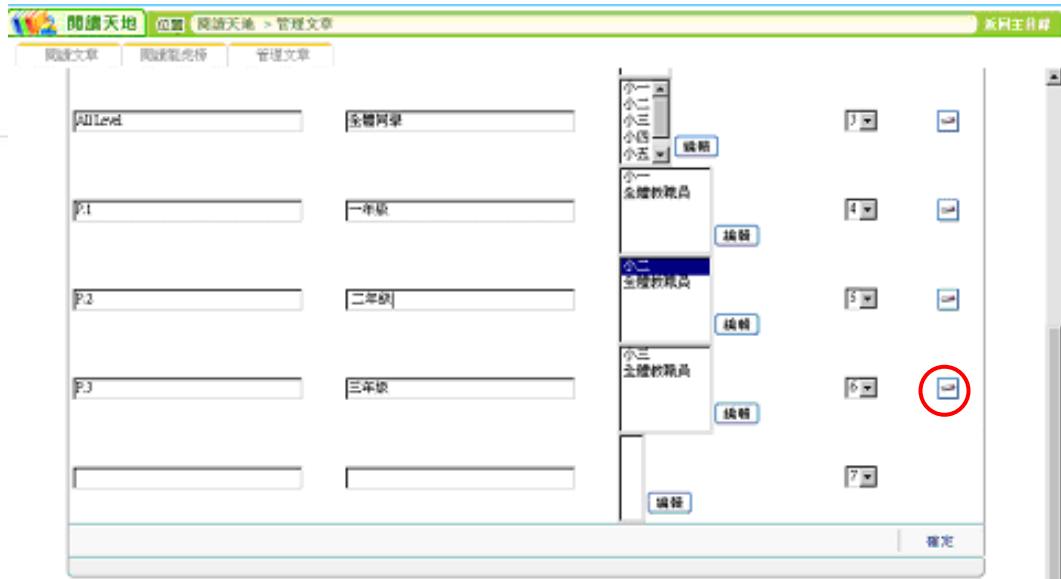 閱讀天地 位置 閱讀天地 > 管理文章 返回主目錄
閱讀文章 閱讀龍虎榜 管理文章
All Level 全體同學 小一 3
小二
小三
小四
小五 編輯
P.1 一年級 小一 4
全體教職員
編輯
P.2 二年級 小二 5
全體教職員
編輯
P.3 三年級 小三 6
全體教職員
編輯
7
編輯
確定